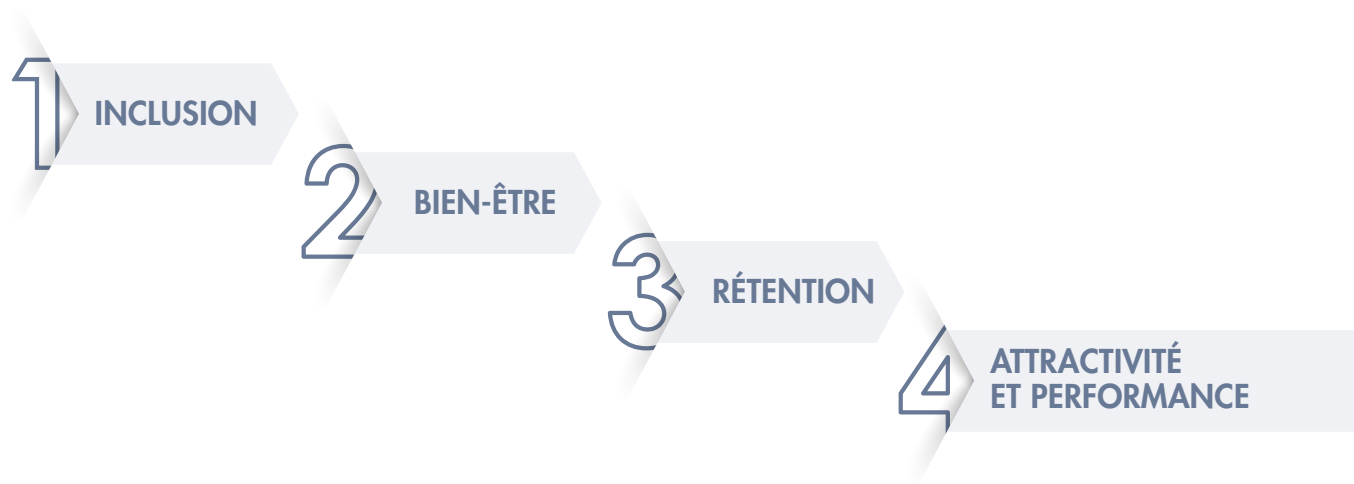 1 INCLUSION
2 BIEN-ÊTRE
3 RÉTENTION
4 ATTRACTIVITÉ
ET PERFORMANCE